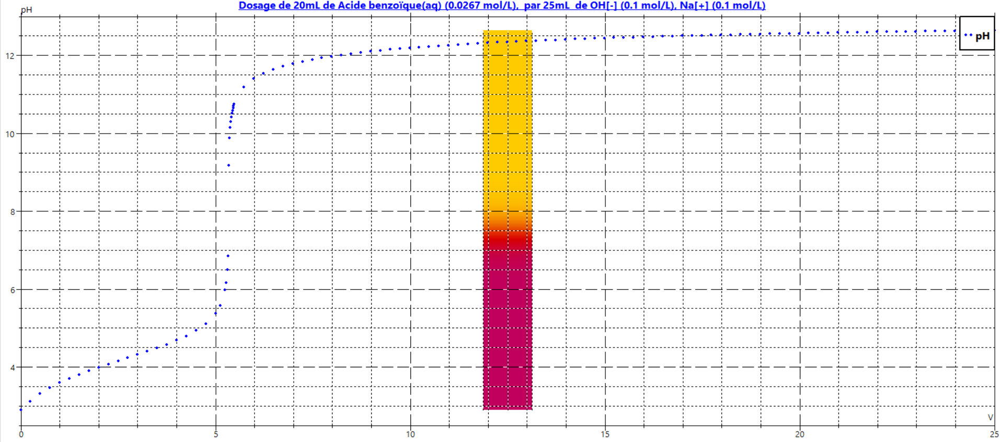 Dosage de 20mL de Acide benzoïque(aq) (0.0267 mol/L),  par 25mL  de OH[-] (0.1 mol/L), Na[+] (0.1 mol/L)
pH
pH
12
10
8
6
4
V
0 5 10 15 20 25